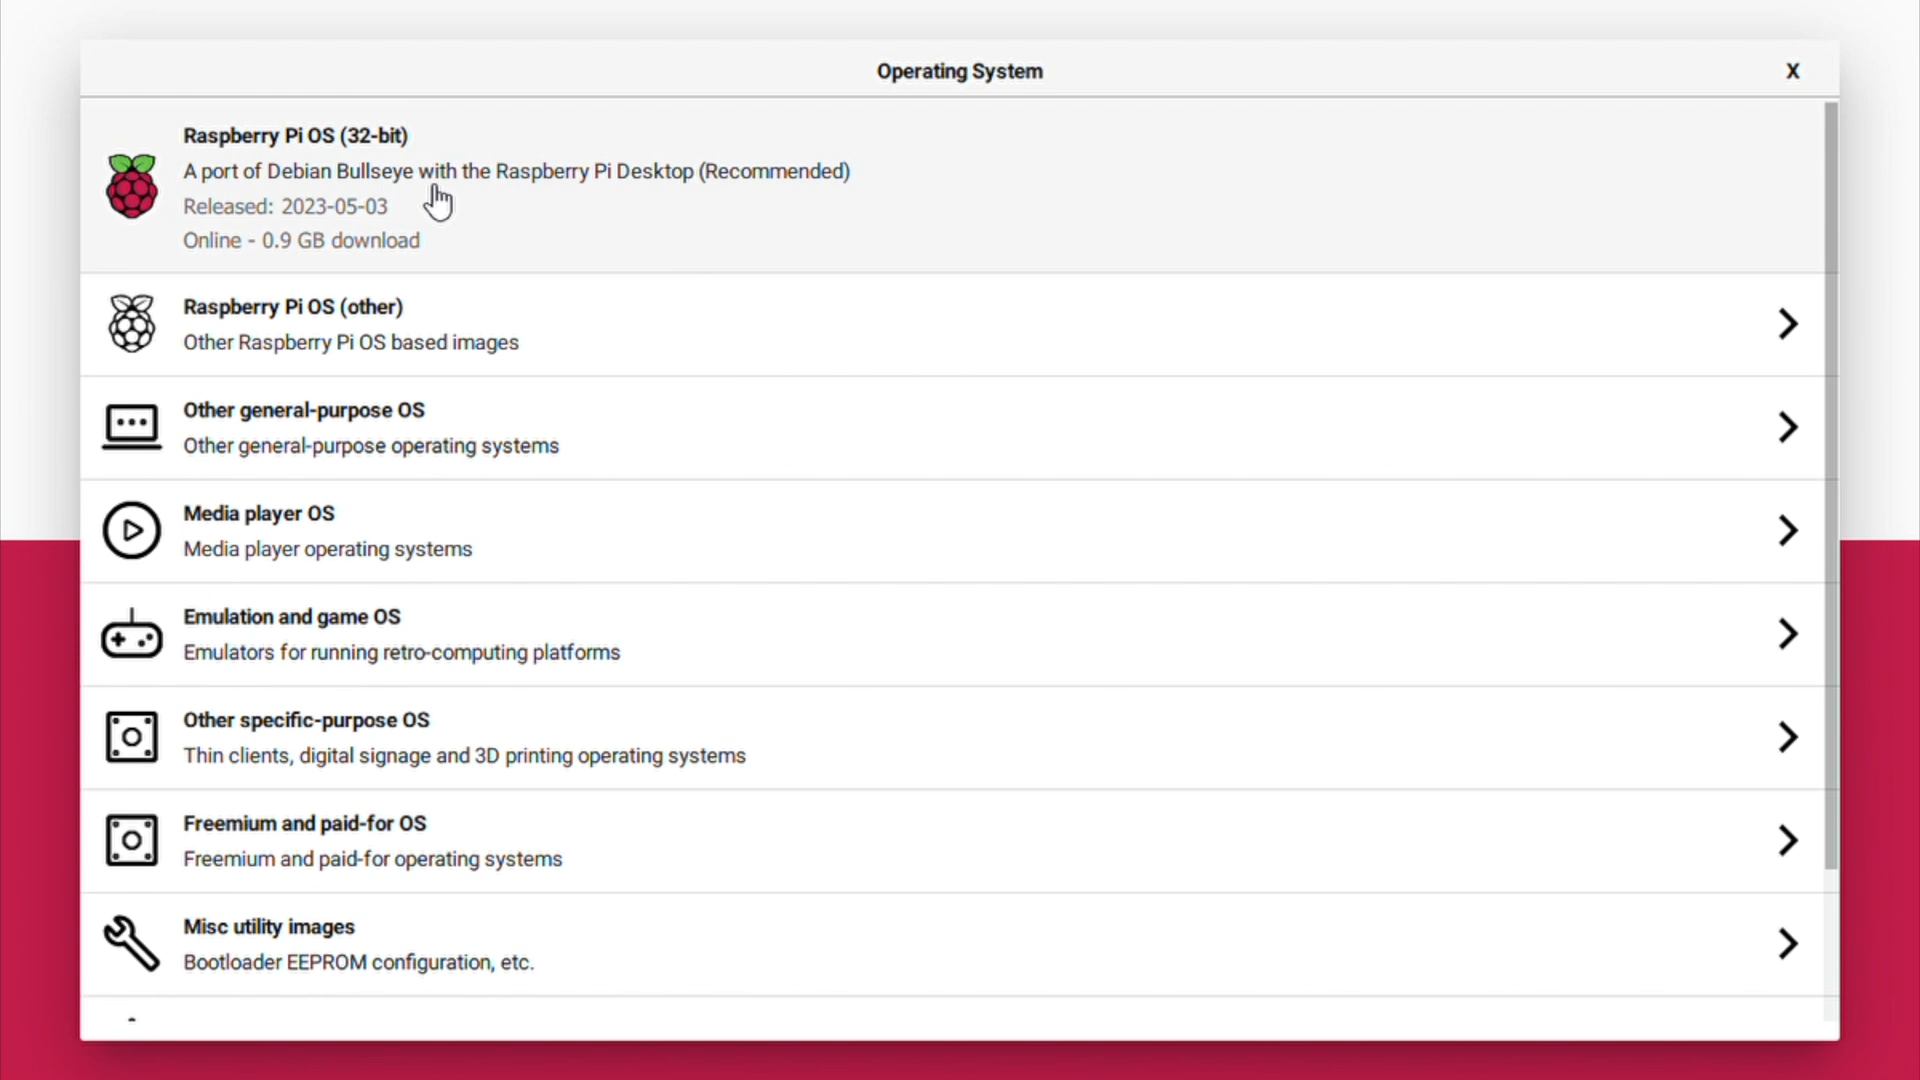 Operating System
X
Raspberry Pi OS (32-bit)
A port of Debian Bullseye with the Raspberry Pi Desktop (Recommended)
Released: 2023-05-03
Online - 0.9 GB download
Raspberry Pi OS (other)
Other Raspberry Pi OS based images
Other general-purpose OS
Other general-purpose operating systems
Media player OS
Media player operating systems
Emulation and game OS
Emulators for running retro-computing platforms
Other specific-purpose OS
Thin clients, digital signage and 3D printing operating systems
Freemium and paid-for OS
Freemium and paid-for operating systems
Misc utility images
Bootloader EEPROM configuration, etc.